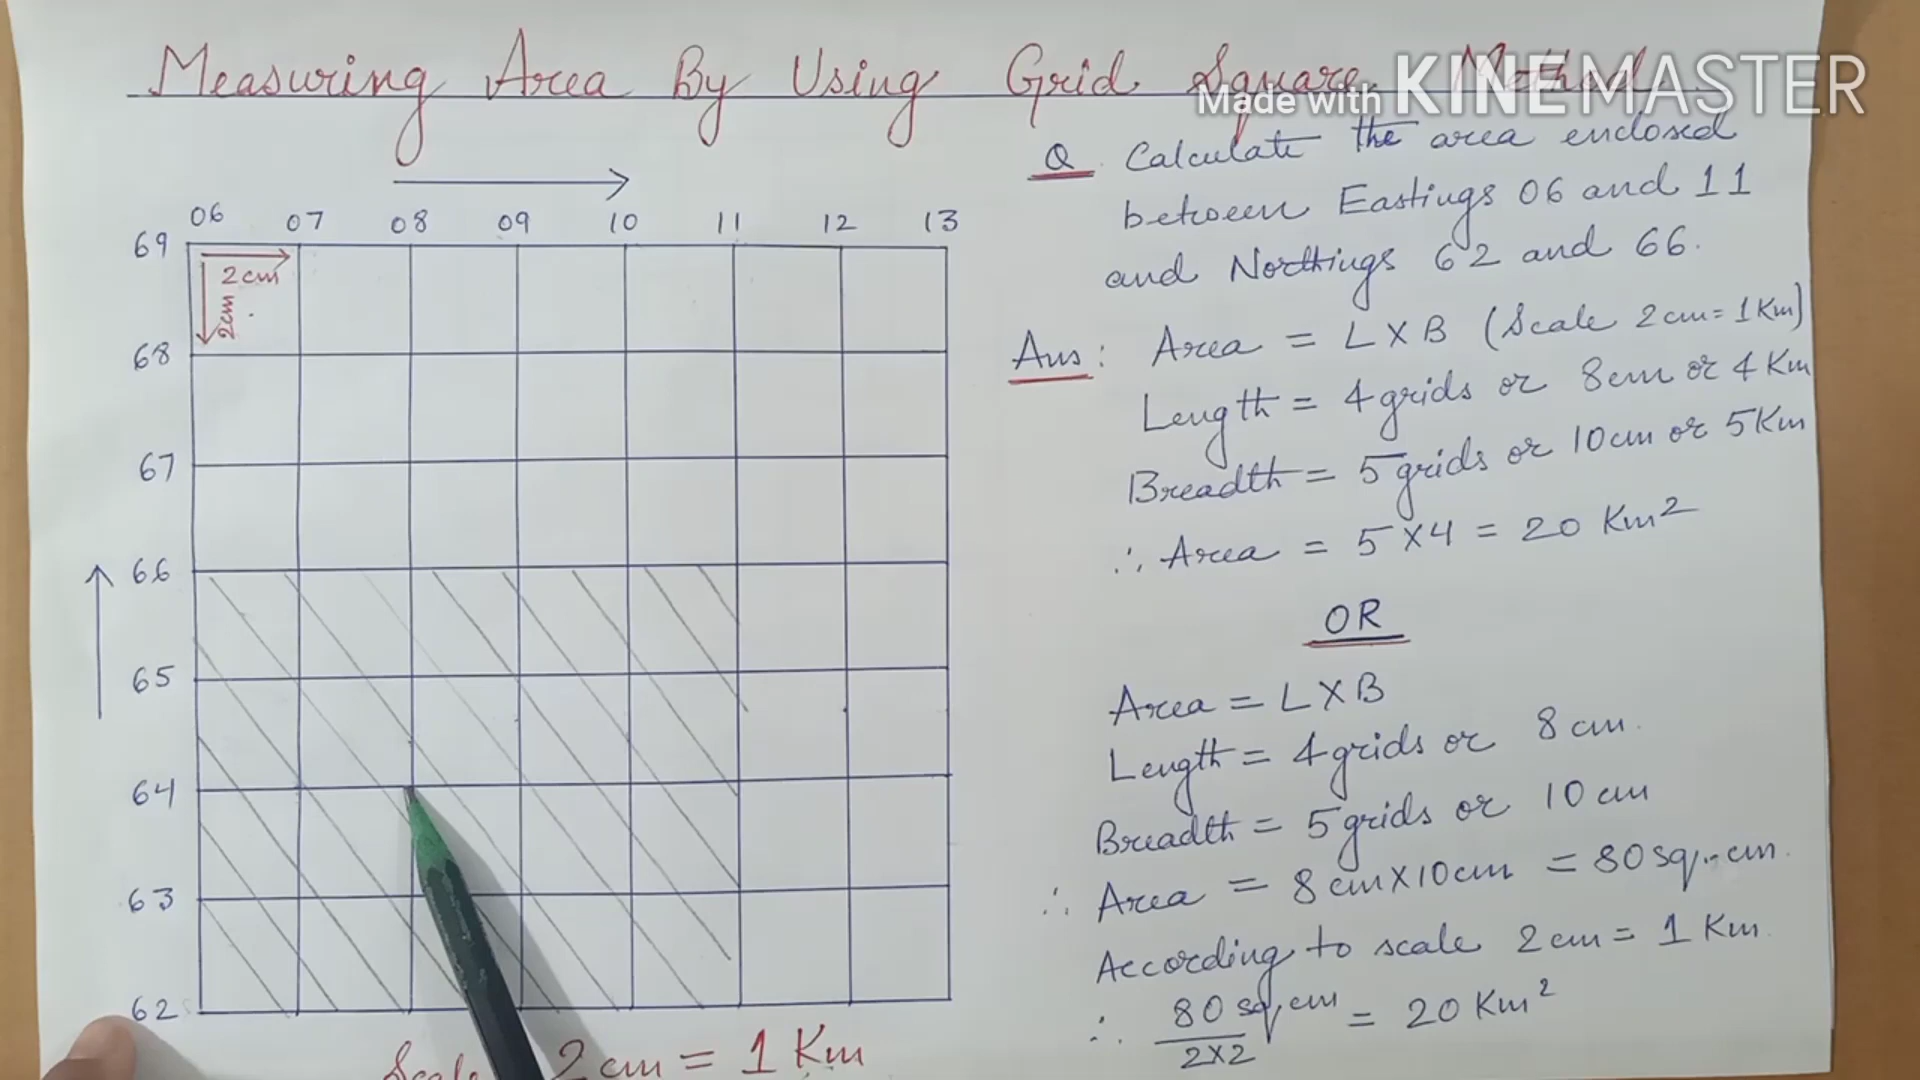 Measuring Area By Using Grid Square Method
Made with KINEMASTER
06 07 08 09 10 11 12 13
69
2cm
2cm
68
67
66
65
64
63
62
Scale 2cm = 1 Km
Q. Calculate the area enclosed
between Eastings 06 and 11
and Northings 62 and 66.
Ans: Area = L X B (Scale 2cm = 1Km)
Length = 4 grids or 8cm or 4 Km
Breadth = 5 grids or 10cm or 5Km
∴ Area = 5 X 4 = 20 Km²
OR
Area = L X B
Length = 4 grids or 8 cm.
Breadth = 5 grids or 10 cm
∴ Area = 8 cm X 10cm = 80 sq. cm.
According to scale 2cm = 1 Km.
∴ 80 sq. cm = 20 Km²
2X2